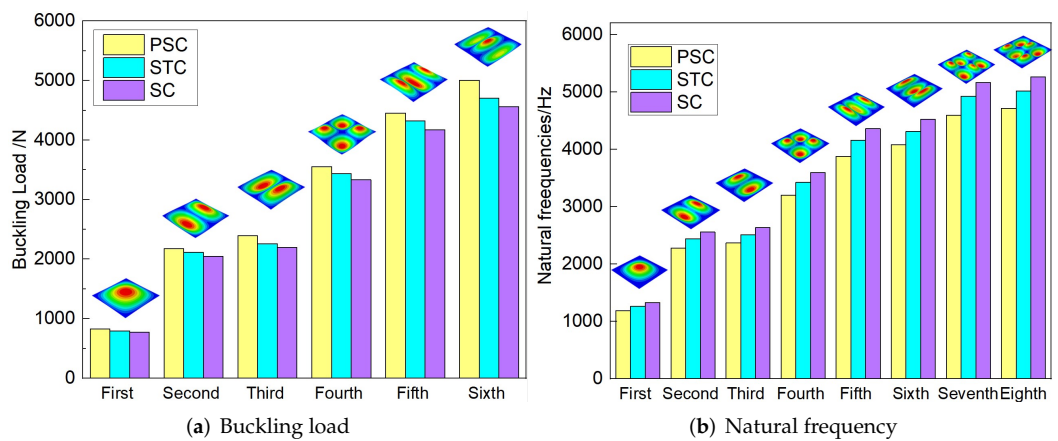 6000
5000
4000
3000
2000
1000
0
Buckling Load /N
PSC
STC
SC
First Second Third Fourth Fifth Sixth
(a) Buckling load
6000
5000
4000
3000
2000
1000
0
Natural frequencies/Hz
PSC
STC
SC
First Second Third Fourth Fifth Sixth Seventh Eighth
(b) Natural frequency